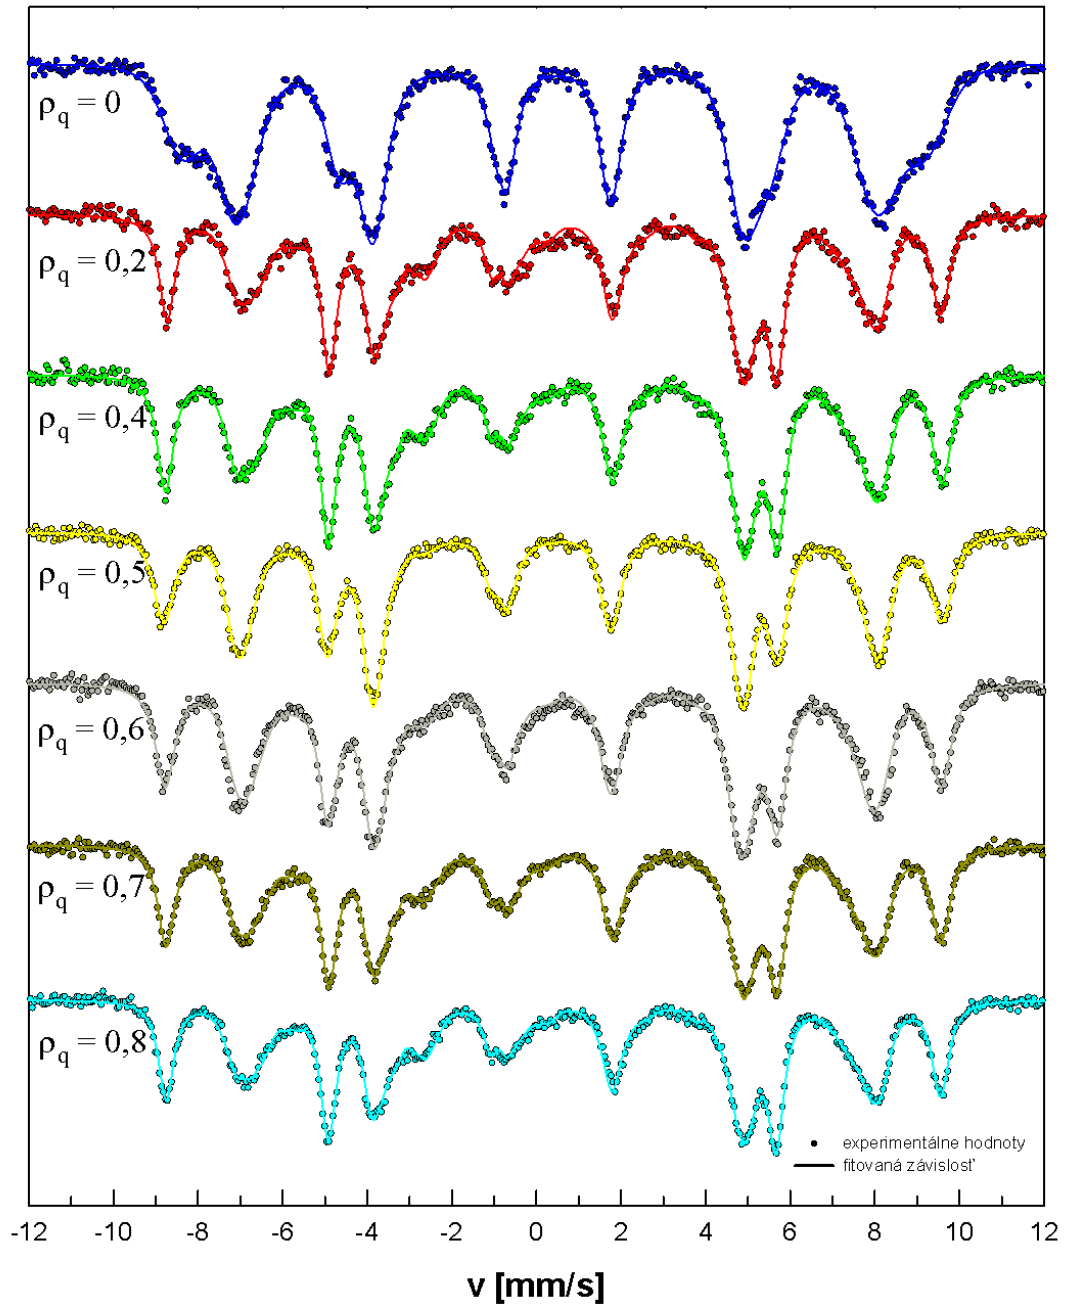 ρq = 0
ρq = 0,2
ρq = 0,4
ρq = 0,5
ρq = 0,6
ρq = 0,7
ρq = 0,8
experimentálne hodnoty
fitovaná závislosť
-12 -10 -8 -6 -4 -2 0 2 4 6 8 10 12
v [mm/s]